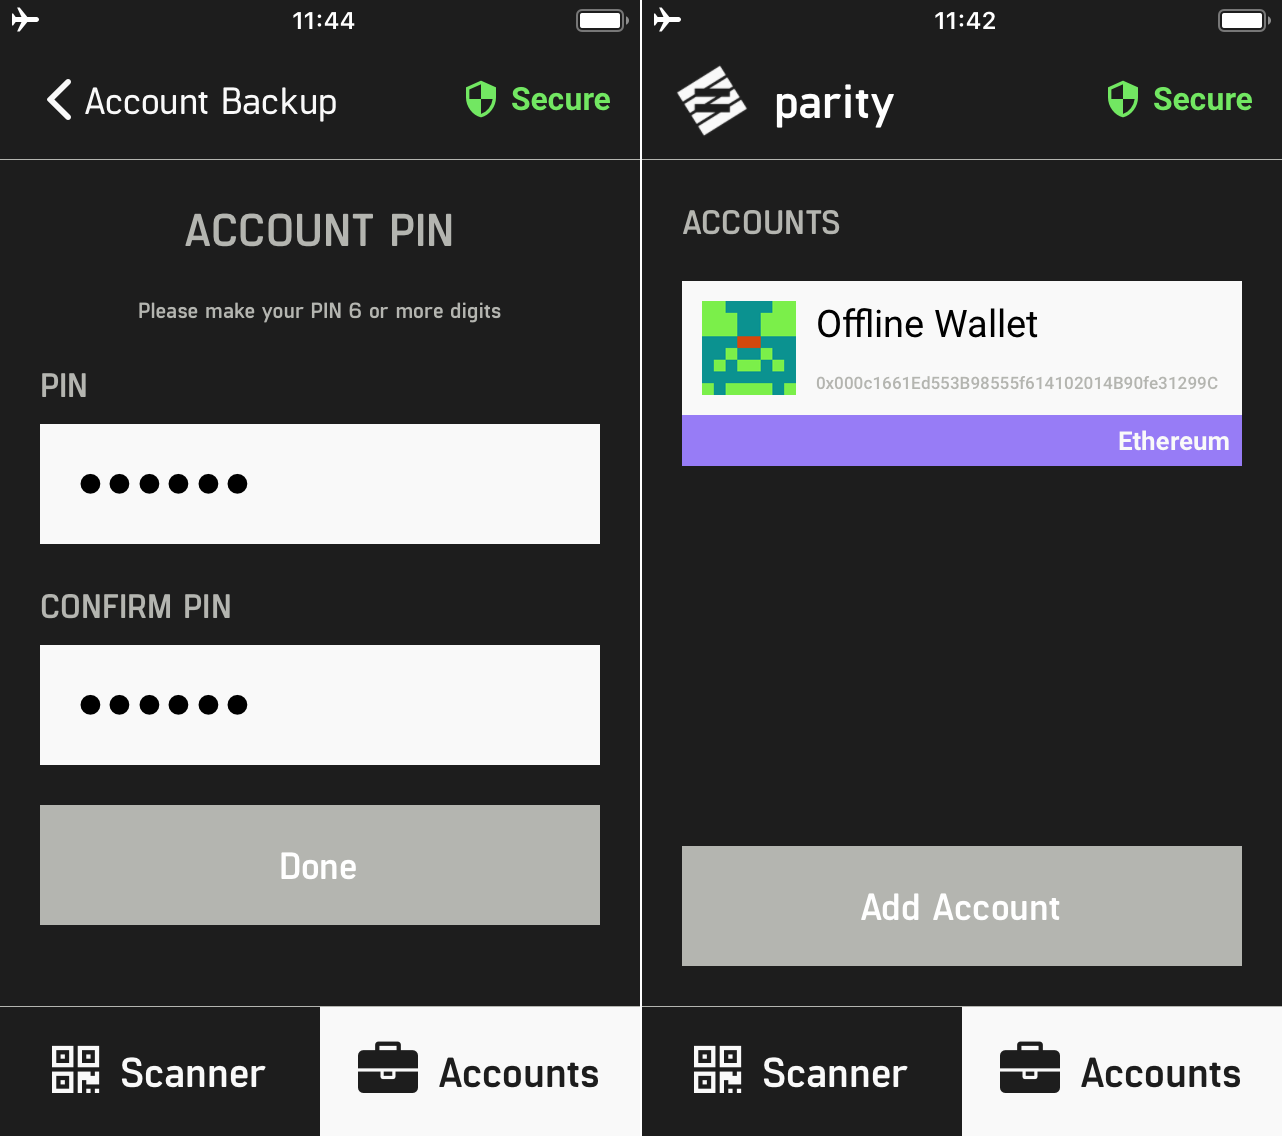 11:44
Account Backup
Secure
ACCOUNT PIN
Please make your PIN 6 or more digits
PIN
CONFIRM PIN
Done
Scanner
Accounts
11:42
parity
Secure
ACCOUNTS
Offline Wallet
0x000c1661Ed553B98555f614102014B90fe31299C
Ethereum
Add Account
Scanner
Accounts